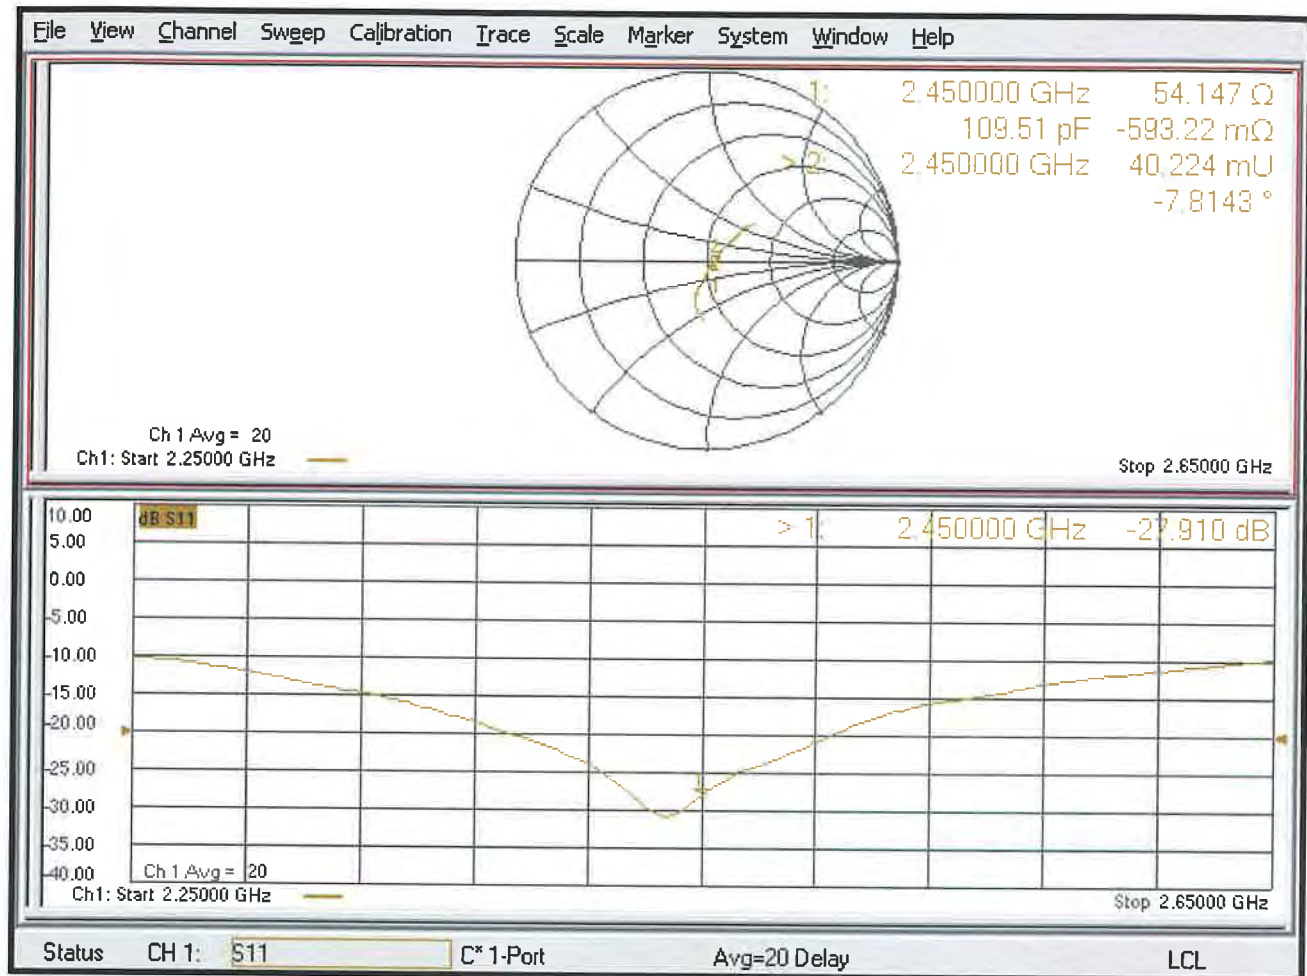 File View Channel Sweep Calibration Trace Scale Marker System Window Help
1: 2.450000 GHz 54.147 Ω
109.51 pF -593.22 mΩ
> 2: 2.450000 GHz 40.224 mU
-7.8143 °
Ch 1 Avg = 20
Ch1: Start 2.25000 GHz
Stop 2.65000 GHz
10.00
dB S11
> 1: 2.450000 GHz -27.910 dB
5.00
0.00
-5.00
-10.00
-15.00
-20.00
-25.00
1
-30.00
-35.00
-40.00
Ch 1 Avg = 20
Ch1: Start 2.25000 GHz
Stop 2.65000 GHz
Status CH 1: S11 C* 1-Port Avg=20 Delay LCL